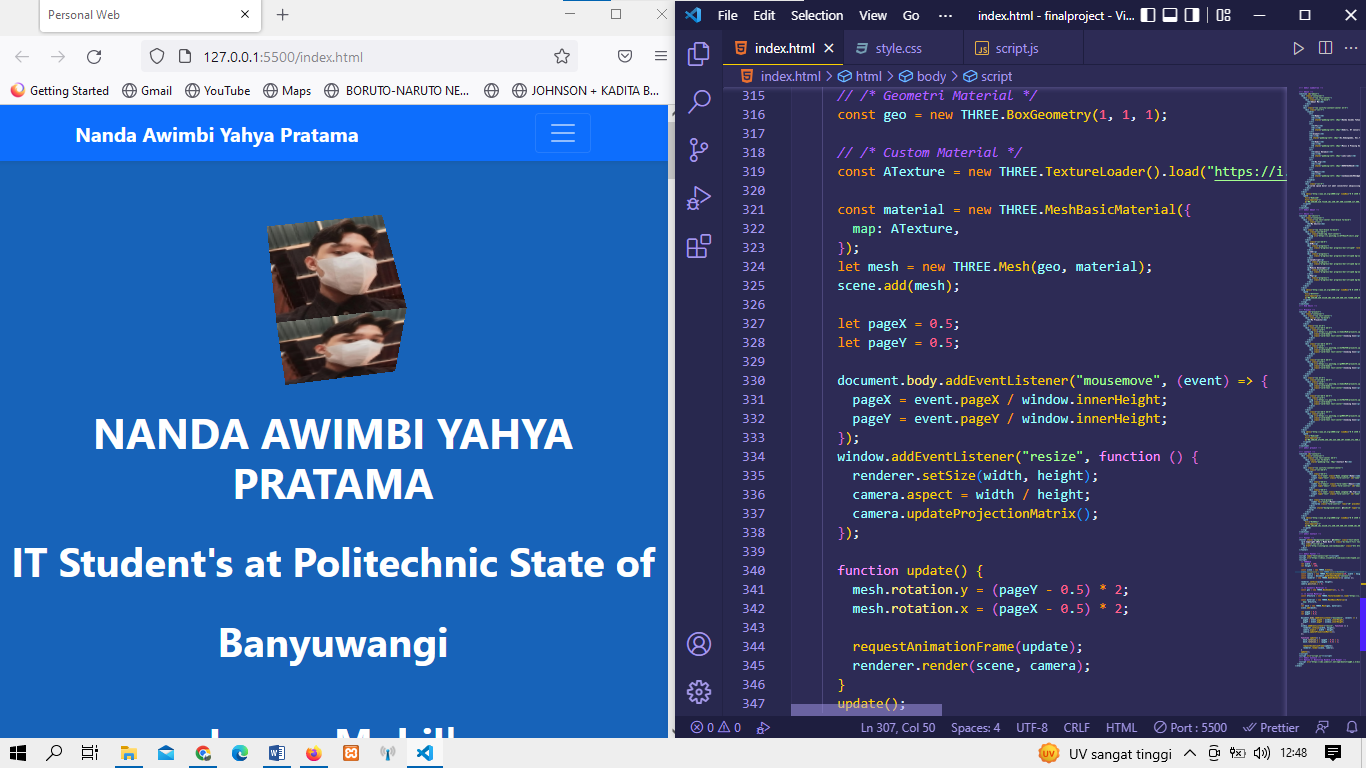 Personal Web
127.0.0.1:5500/index.html
Getting Started
Gmail
YouTube
Maps
BORUTO-NARUTO NE...
JOHNSON + KADITA B...
Nanda Awimbi Yahya Pratama
NANDA AWIMBI YAHYA
PRATAMA
IT Student's at Politechnic State of
Banyuwangi
File Edit Selection View Go ... index.html - finalproject - Vi...
index.html
style.css
script.js
index.html > html > body > script
315 // /* Geometri Material */
316 const geo = new THREE.BoxGeometry(1, 1, 1);
317
318 // /* Custom Material */
319 const ATexture = new THREE.TextureLoader().load("https://i.
320
321 const material = new THREE.MeshBasicMaterial({
322 map: ATexture,
323 });
324 let mesh = new THREE.Mesh(geo, material);
325 scene.add(mesh);
326
327 let pageX = 0.5;
328 let pageY = 0.5;
329
330 document.body.addEventListener("mousemove", (event) => {
331 pageX = event.pageX / window.innerHeight;
332 pageY = event.pageY / window.innerHeight;
333 });
334 window.addEventListener("resize", function () {
335 renderer.setSize(width, height);
336 camera.aspect = width / height;
337 camera.updateProjectionMatrix();
338 });
339
340 function update() {
341 mesh.rotation.y = (pageY - 0.5) * 2;
342 mesh.rotation.x = (pageX - 0.5) * 2;
343
344 requestAnimationFrame(update);
345 renderer.render(scene, camera);
346 }
347 update();
0 0 Ln 307, Col 50 Spaces: 4 UTF-8 CRLF HTML Port : 5500 Prettier
UV UV sangat tinggi 12:48